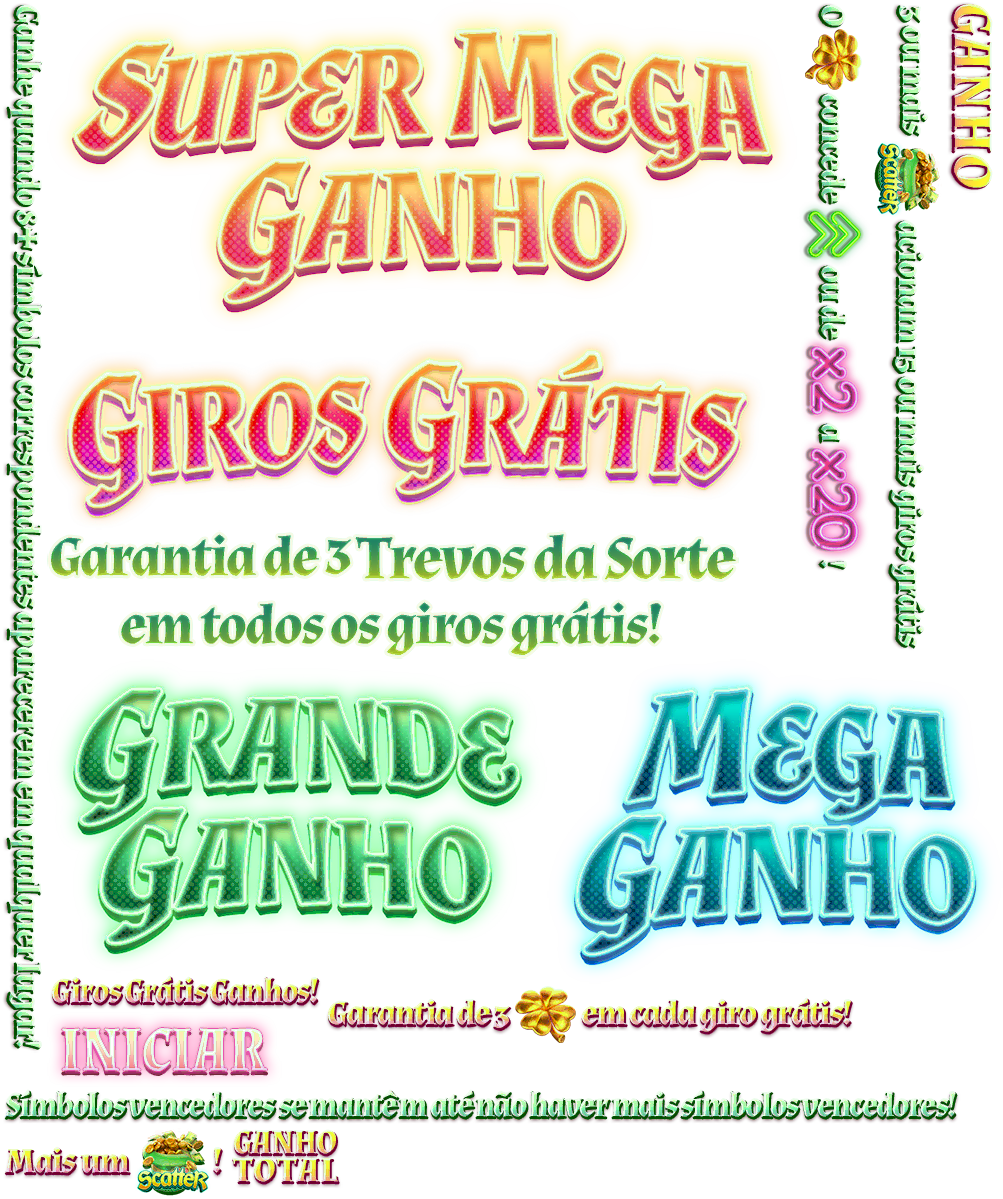 SUPER MEGA
GANHO
GIROS GRÁTIS
Garantia de 3 Trevos da Sorte
em todos os giros grátis!
GRANDE
GANHO
MEGA
GANHO
Giros Grátis Ganhos!
INICIAR
Garantia de 3 em cada giro grátis!
Símbolos vencedores se mantêm até não haver mais símbolos vencedores!
Mais um SCATTER !
GANHO
TOTAL
Ganhe quando 8+ símbolos correspondentes aparecerem em qualquer lugar!
O concede ou de x2 a x20 !
3 ou mais SCATTER acionam 15 ou mais giros grátis
GANHO